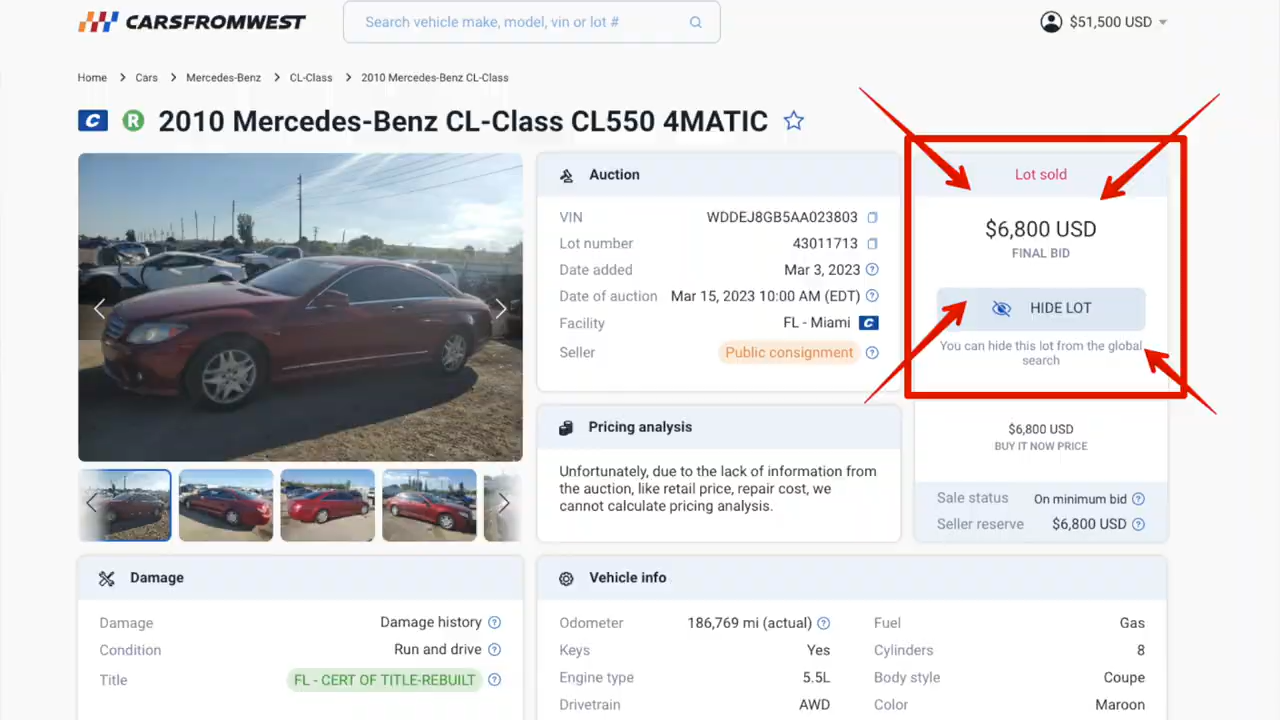 CARSFROMWEST
Search vehicle make, model, vin or lot #
$51,500 USD
Home > Cars > Mercedes-Benz > CL-Class > 2010 Mercedes-Benz CL-Class
C R 2010 Mercedes-Benz CL-Class CL550 4MATIC
Auction
VIN WDDEJ8GB5AA023803
Lot number 43011713
Date added Mar 3, 2023
Date of auction Mar 15, 2023 10:00 AM (EDT)
Facility FL - Miami C
Seller Public consignment
Lot sold
$6,800 USD
FINAL BID
HIDE LOT
You can hide this lot from the global
search
$6,800 USD
BUY IT NOW PRICE
Sale status On minimum bid
Seller reserve $6,800 USD
Pricing analysis
Unfortunately, due to the lack of information from
the auction, like retail price, repair cost, we
cannot calculate pricing analysis.
Damage
Damage Damage history
Condition Run and drive
Title FL - CERT OF TITLE-REBUILT
Vehicle info
Odometer 186,769 mi (actual)
Keys Yes
Engine type 5.5L
Drivetrain AWD
Fuel Gas
Cylinders 8
Body style Coupe
Color Maroon